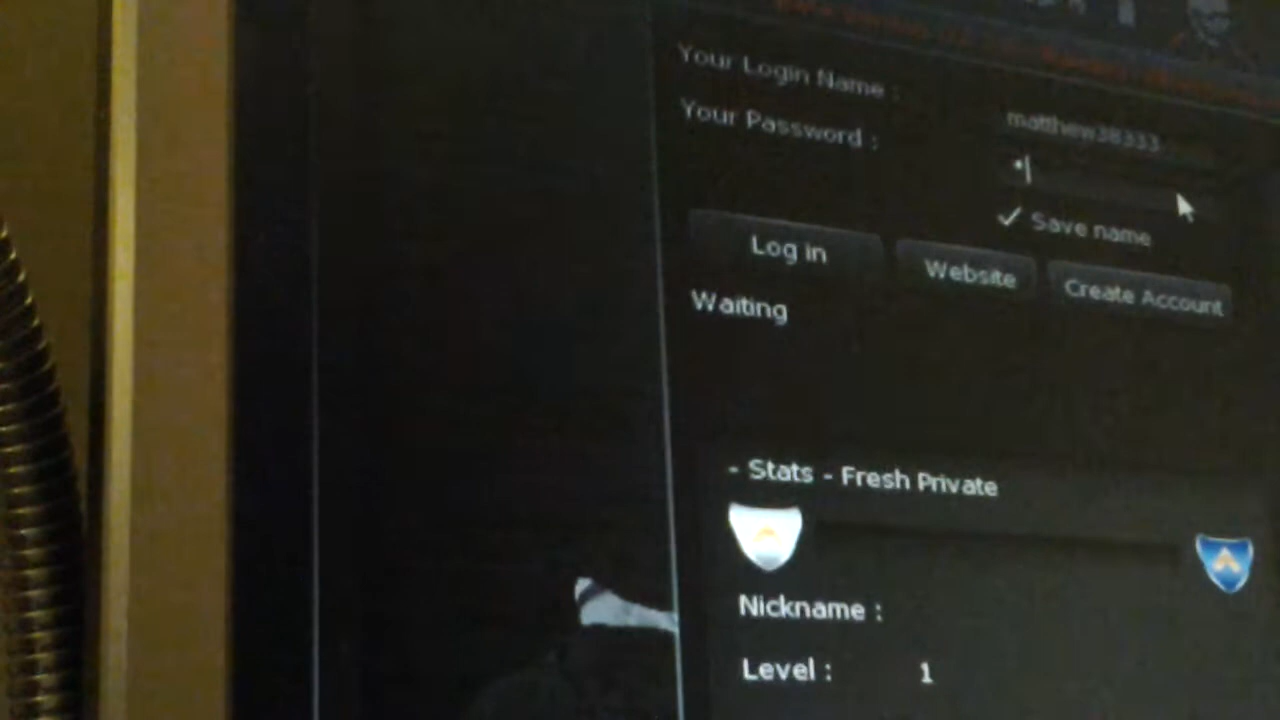 Your Login Name :
matthew38333
Your Password :
*
Save name
Log in
Website
Create Account
Waiting
- Stats - Fresh Private
Nickname :
Level :
1